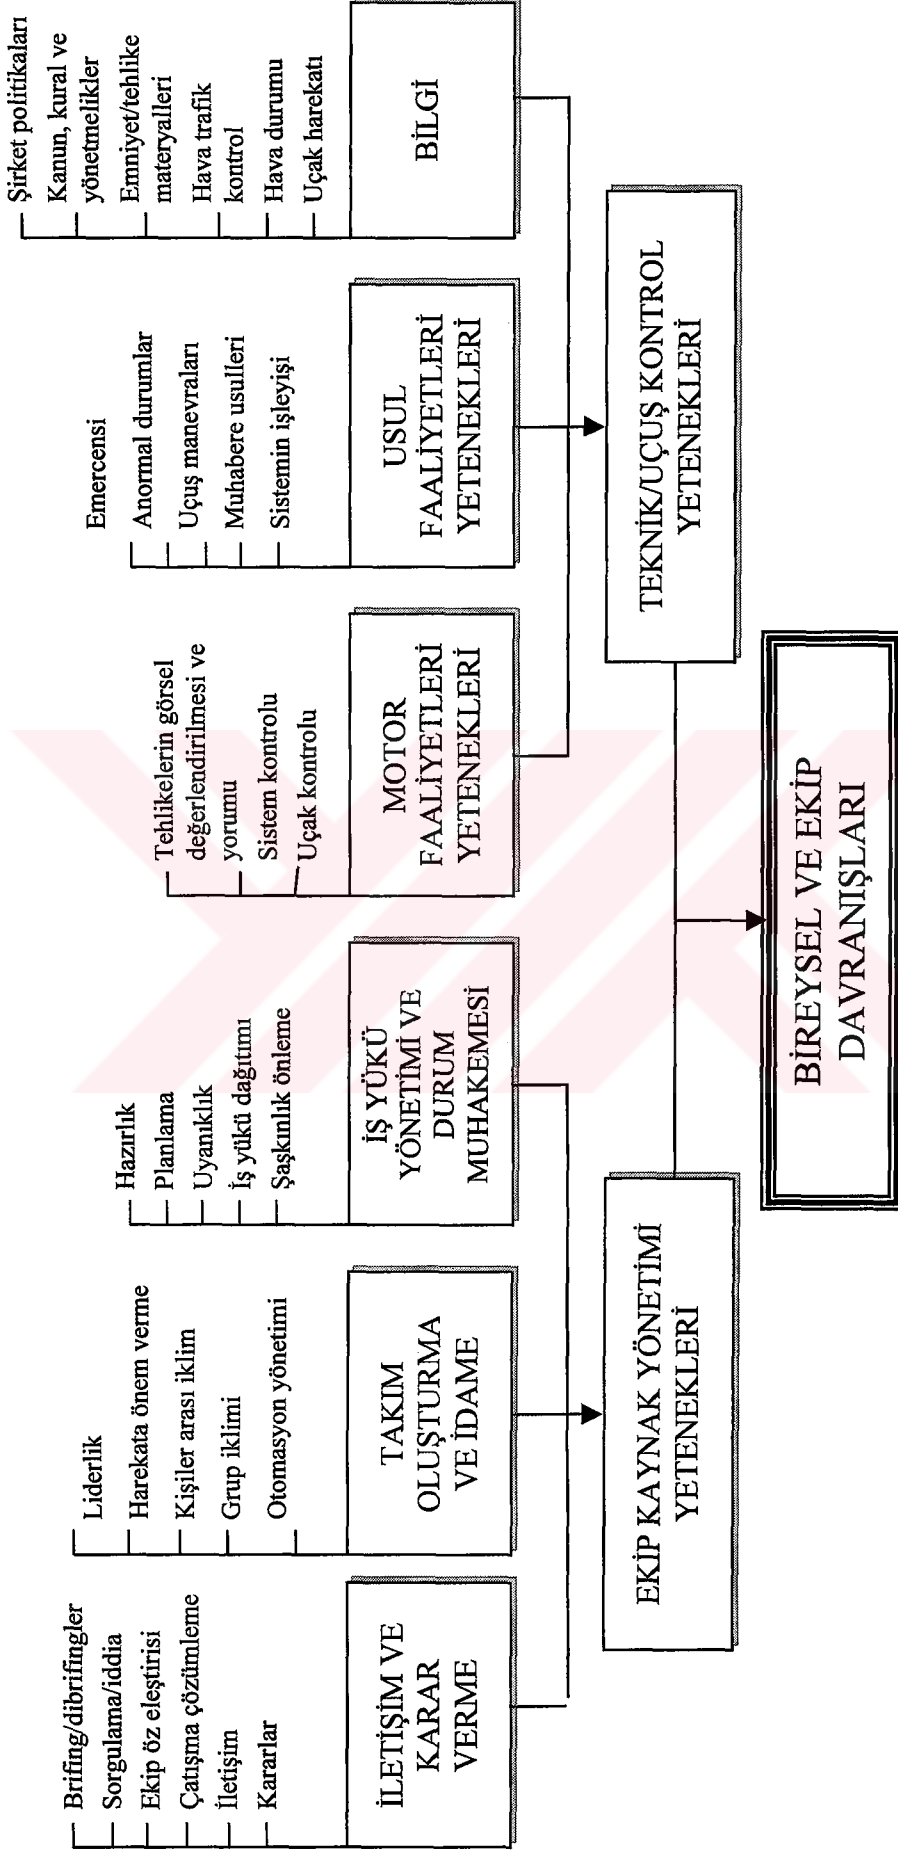 Brifing/dibrifingler
Sorgulama/iddia
Ekip öz eleştirisi
Çatışma çözümleme
İletişim
Kararlar
İLETİŞİM VE
KARAR
VERME
Liderlik
Harekata önem verme
Kişiler arası iklim
Grup iklimi
Otomasyon yönetimi
TAKIM
OLUŞTURMA
VE İDAME
Hazırlık
Planlama
Uyanıklık
İş yükü dağıtımı
Şaşkınlık önleme
İŞ YÜKÜ
YÖNETİMİ VE
DURUM
MUHAKEMESİ
Tehlikelerin görsel
değerlendirilmesi ve
yorumu
Sistem kontrolu
Uçak kontrolu
MOTOR
FAALİYETLERİ
YETENEKLERİ
Emercensi
Anormal durumlar
Uçuş manevraları
Muhabere usulleri
Sistemin işleyişi
USUL
FAALİYETLERİ
YETENEKLERİ
Şirket politikaları
Kanun, kural ve
yönetmelikler
Emniyet/tehlike
materyalleri
Hava trafik
kontrol
Hava durumu
Uçak harekatı
BİLGİ
EKİP KAYNAK YÖNETİMİ
YETENEKLERİ
TEKNİK/UÇUŞ KONTROL
YETENEKLERİ
BİREYSEL VE EKİP
DAVRANIŞLARI